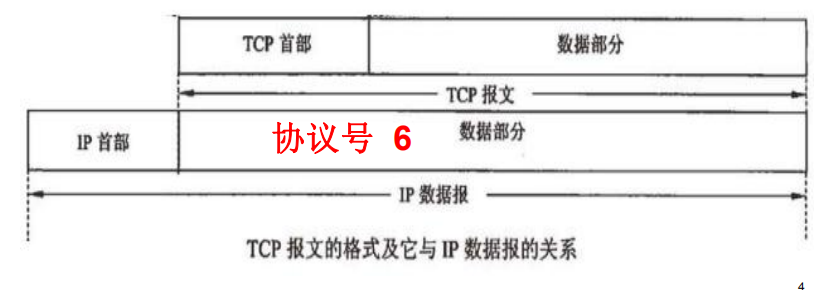 TCP 首部 数据部分
TCP 报文
IP 首部 协议号 6 数据部分
IP 数据报
TCP 报文的格式及它与 IP 数据报的关系
4